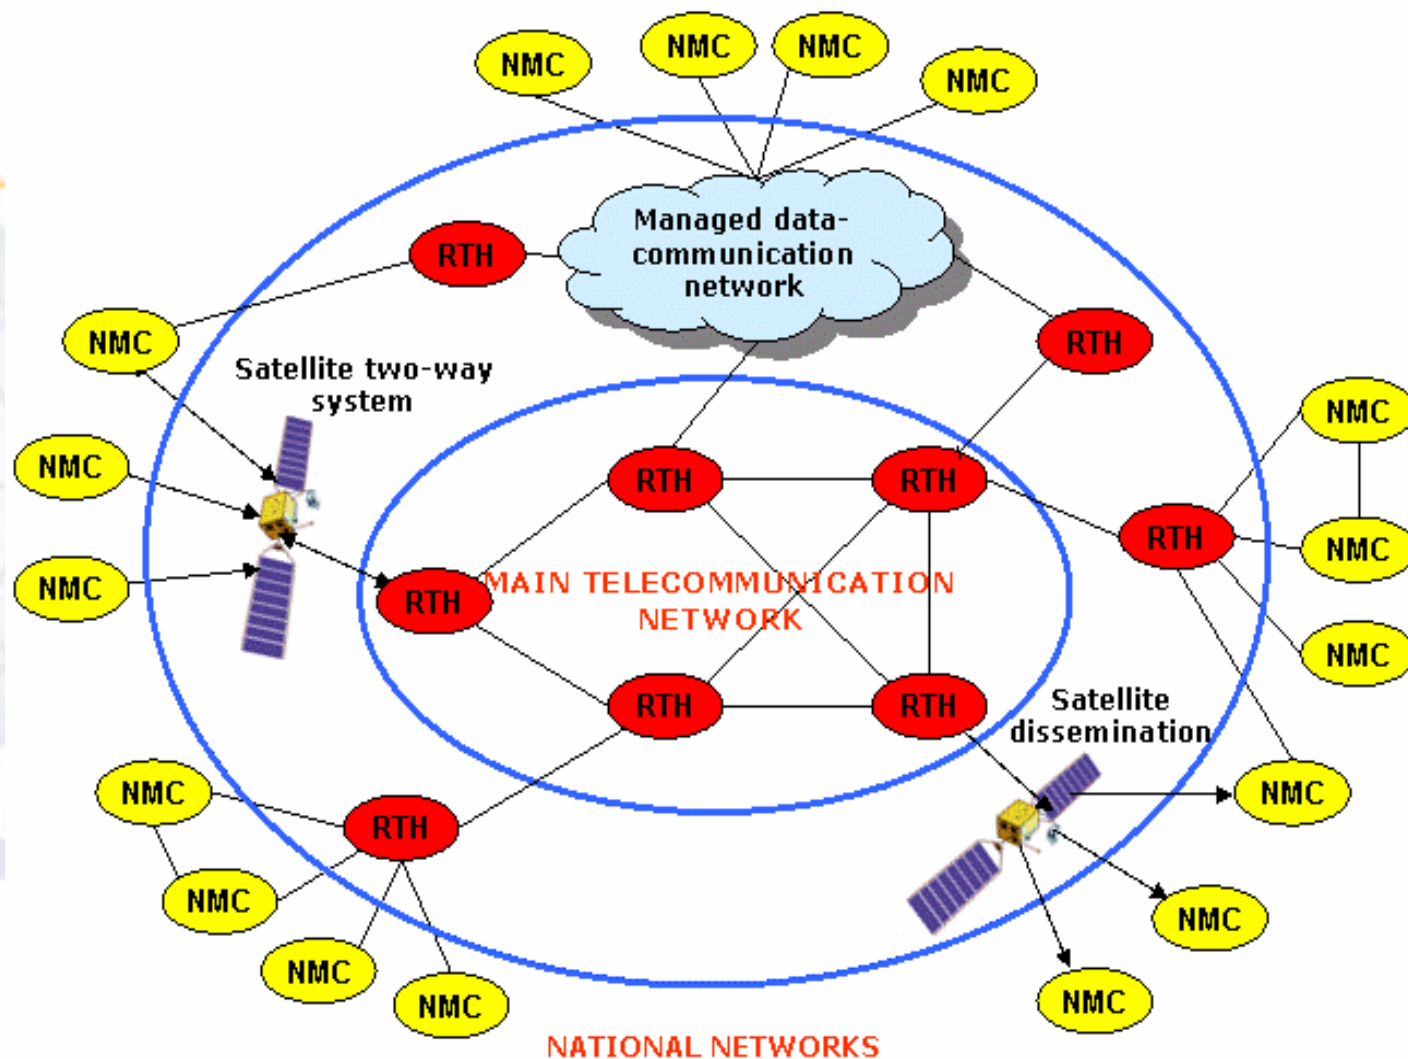 NMC
NMC
NMC
NMC
Managed data-
communication
network
RTH
NMC
RTH
Satellite two-way
system
NMC
NMC
RTH
RTH
RTH
NMC
NMC
NMC
RTH
MAIN TELECOMMUNICATION
NETWORK
NMC
RTH
RTH
Satellite
dissemination
NMC
NMC
RTH
NMC
NMC
NMC
NMC
NMC
NATIONAL NETWORKS